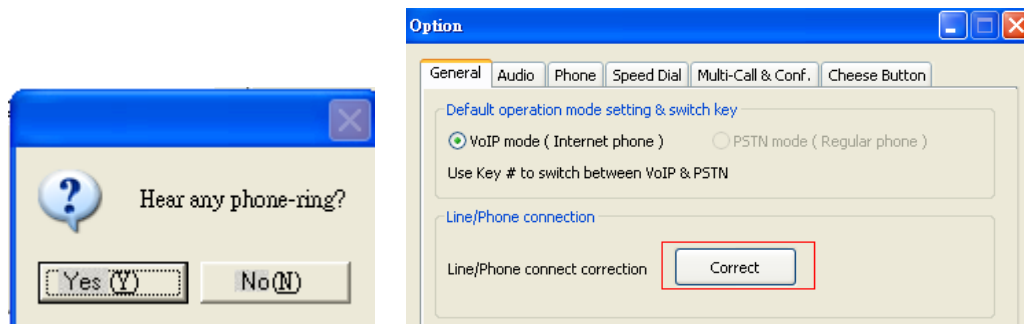 Hear any phone-ring?
Yes (Y)
No(N)
Option
General Audio Phone Speed Dial Multi-Call & Conf. Cheese Button
Default operation mode setting & switch key
VoIP mode ( Internet phone ) PSTN mode ( Regular phone )
Use Key # to switch between VoIP & PSTN
Line/Phone connection
Line/Phone connect correction Correct